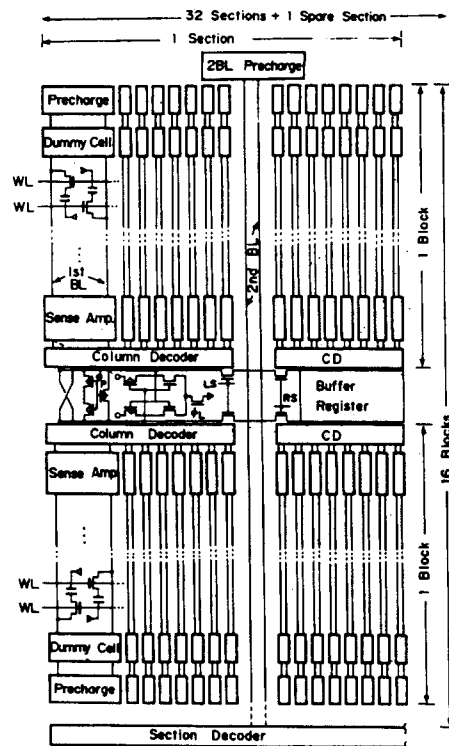 32 Sections + 1 Spare Section
1 Section
2BL Precharge
Precharge
Dummy Cell
WL
WL
1st
BL
2nd BL
1 Block
Sense Amp.
Column Decoder
CD
LS
RS
Buffer
Register
Column Decoder
CD
Sense Amp.
16 Blocks
1 Block
WL
WL
Dummy Cell
Precharge
Section Decoder